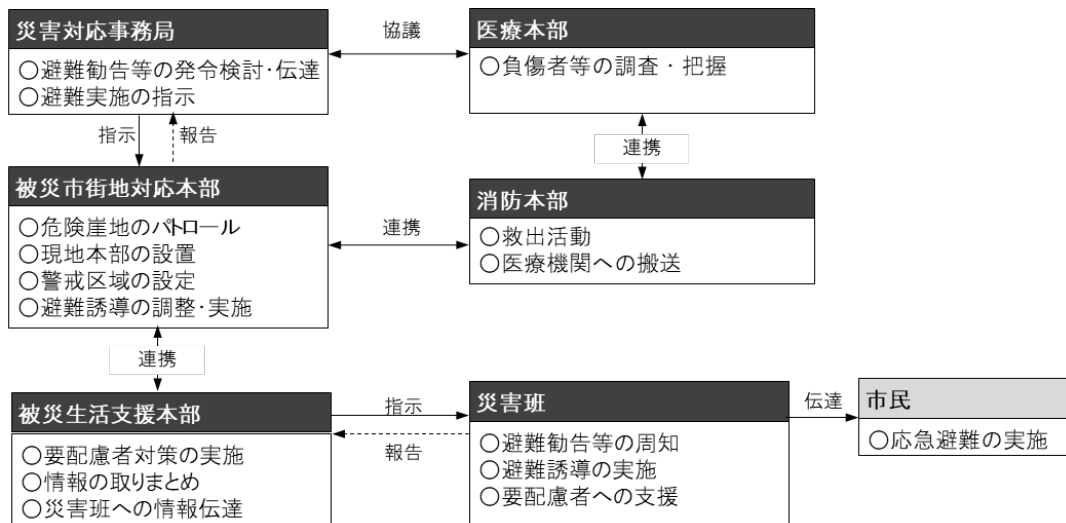 災害対応事務局
○避難勧告等の発令検討・伝達
○避難実施の指示
協議
医療本部
○負傷者等の調査・把握
指示
報告
連携
被災市街地対応本部
○危険崖地のパトロール
○現地本部の設置
○警戒区域の設定
○避難誘導の調整・実施
連携
消防本部
○救出活動
○医療機関への搬送
連携
被災生活支援本部
○要配慮者対策の実施
○情報の取りまとめ
○災害班への情報伝達
指示
報告
災害班
○避難勧告等の周知
○避難誘導の実施
○要配慮者への支援
伝達
市民
○応急避難の実施